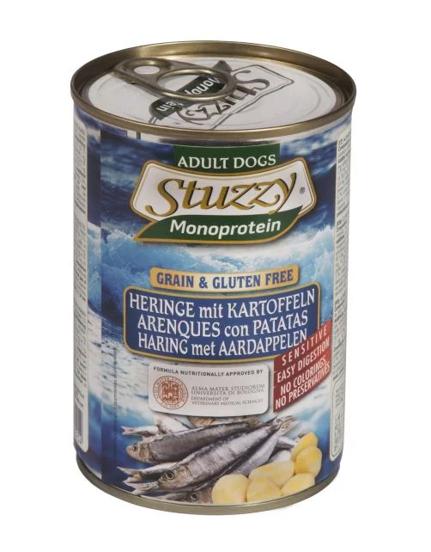 Stuzzy
Monoprotein
ADULT DOGS
Stuzzy®
Monoprotein
GRAIN & GLUTEN FREE
HERINGE mit KARTOFFELN
ARENQUES con PATATAS
HARING met AARDAPPELEN
SENSITIVE
EASY DIGESTION
NO COLORINGS
NO PRESERVATIVES
FORMULA NUTRITIONALLY APPROVED BY
ALMA MATER STUDIORUM
UNIVERSITÀ DI BOLOGNA
DEPARTMENT OF
VETERINARY MEDICAL SCIENCES